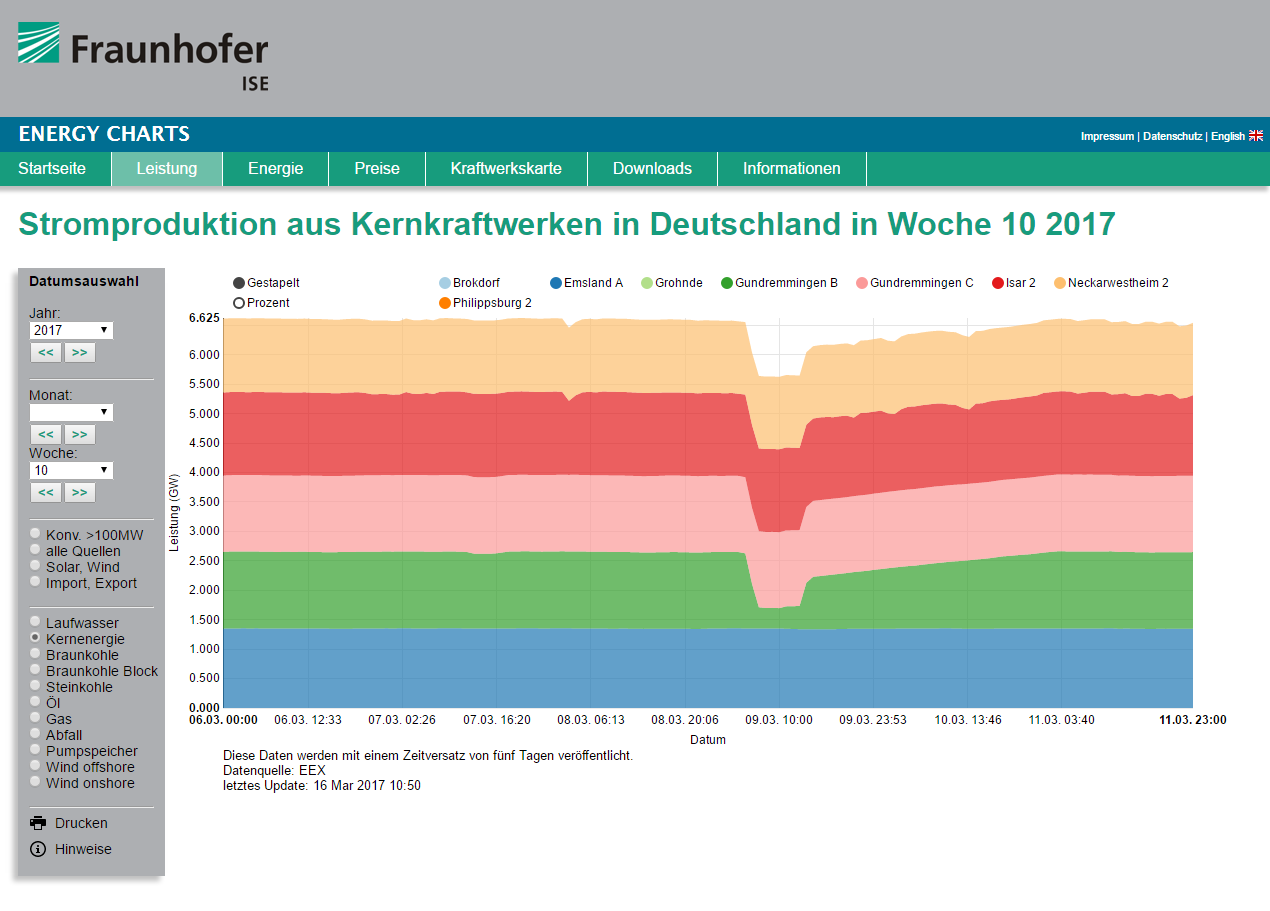 Fraunhofer
ISE
ENERGY CHARTS
Impressum | Datenschutz | English
Startseite Leistung Energie Preise Kraftwerkskarte Downloads Informationen
Stromproduktion aus Kernkraftwerken in Deutschland in Woche 10 2017
Datumsauswahl
Jahr:
2017
<< >>
Monat:
<< >>
Woche:
10
<< >>
Konv. >100MW
alle Quellen
Solar, Wind
Import, Export
Laufwasser
Kernenergie
Braunkohle
Braunkohle Block
Steinkohle
Öl
Gas
Abfall
Pumpspeicher
Wind offshore
Wind onshore
Drucken
Hinweise
Gestapelt Brokdorf Emsland A Grohnde Gundremmingen B Gundremmingen C Isar 2 Neckarwestheim 2
Prozent Philippsburg 2
Leistung (GW)
6.625
6.000
5.500
5.000
4.500
4.000
3.500
3.000
2.500
2.000
1.500
1.000
0.500
0.000
06.03. 00:00 06.03. 12:33 07.03. 02:26 07.03. 16:20 08.03. 06:13 08.03. 20:06 09.03. 10:00 09.03. 23:53 10.03. 13:46 11.03. 03:40 11.03. 23:00
Datum
Diese Daten werden mit einem Zeitversatz von fünf Tagen veröffentlicht.
Datenquelle: EEX
letztes Update: 16 Mar 2017 10:50